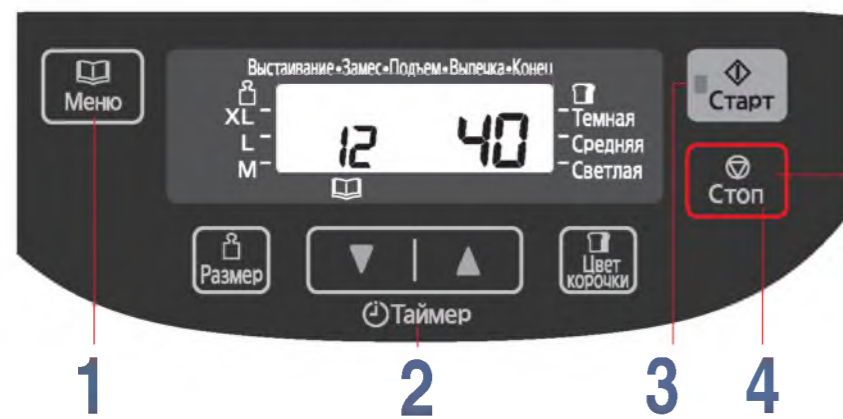 Выстаивание•Замес•Подъем•Выпечка•Конец
Меню
XL
L
M
12 40
Темная
Средняя
Светлая
Старт
Стоп
Размер
Таймер
Цвет
корочки
1
2
3
4